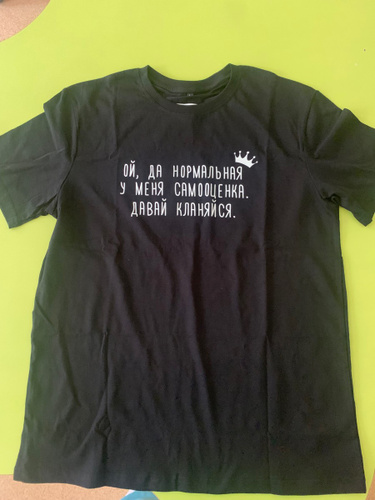 ОЙ, ДА НОРМАЛЬНАЯ
У МЕНЯ САМООЦЕНКА.
ДАВАЙ КЛАНЯЙСЯ.